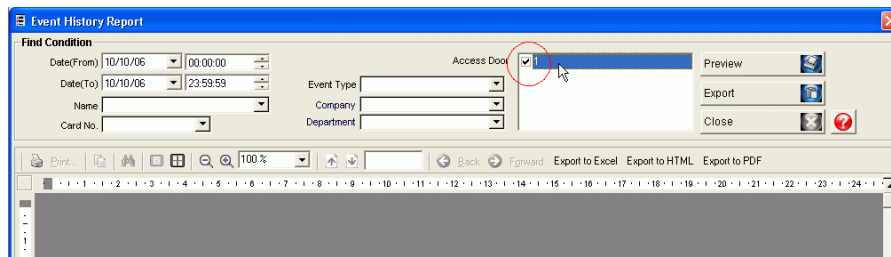 Event History Report
Find Condition
Date(From) 10/10/06 00:00:00 Access Door 1 Preview
Date(To) 10/10/06 23:59:59 Event Type Export
Name Company
Card No. Department Close
Print... 100 % Back Forward Export to Excel Export to HTML Export to PDF
1 2 3 4 5 6 7 8 9 10 11 12 13 14 15 16 17 18 19 20 21 22 23 24
1